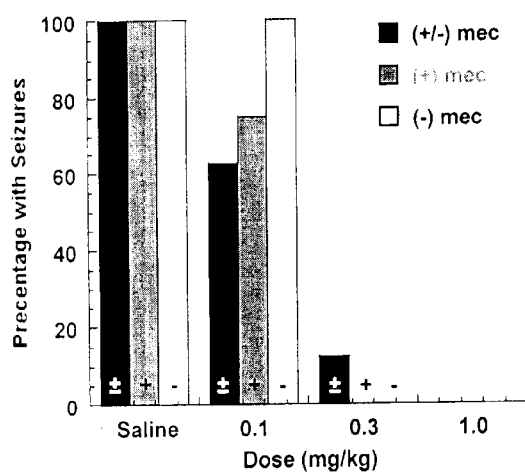 100
80
60
40
20
0
Precentage with Seizures
(+/-) mec
(+) mec
(-) mec
± + - ± + - ± + -
Saline 0.1 0.3 1.0
Dose (mg/kg)